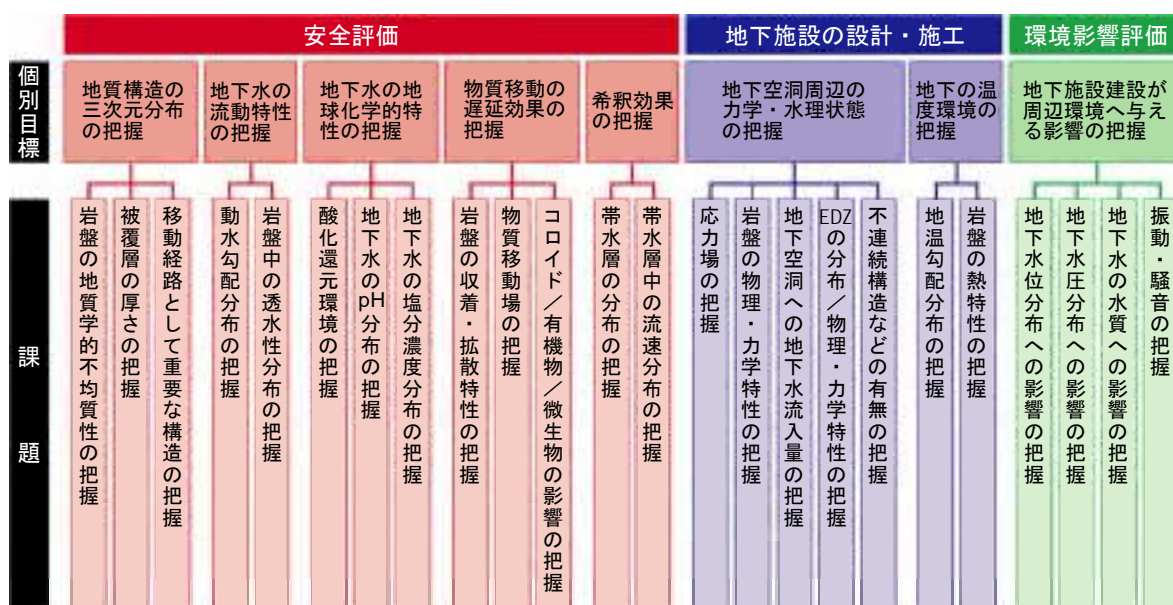 安全評価
地下施設の設計・施工
環境影響評価
個別目標
地質構造の
三次元分布
の把握
地下水の
流動特性
の把握
地下水の地
球化学的特
性の把握
物質移動の
遅延効果の
把握
希釈効果
の把握
地下空洞周辺の
力学・水理状態
の把握
地下の温
度環境の
把握
地下施設建設が
周辺環境へ与え
る影響の把握
課題
岩盤の地質学的不均質性の把握
被覆層の厚さの把握
移動経路として重要な構造の把握
動水勾配分布の把握
岩盤中の透水性分布の把握
酸化還元環境の把握
地下水のpH分布の把握
地下水の塩分濃度分布の把握
岩盤の収着・拡散特性の把握
物質移動場の把握
コロイド/有機物/微生物の影響の把握
帯水層の分布の把握
帯水層中の流速分布の把握
応力場の把握
岩盤の物理・力学特性の把握
地下空洞への地下水流入量の把握
EDZの分布/物理・力学特性の把握
不連続構造などの有無の把握
地温勾配分布の把握
岩盤の熱特性の把握
地下水位分布への影響の把握
地下水圧分布への影響の把握
地下水の水質への影響の把握
振動・騒音の把握